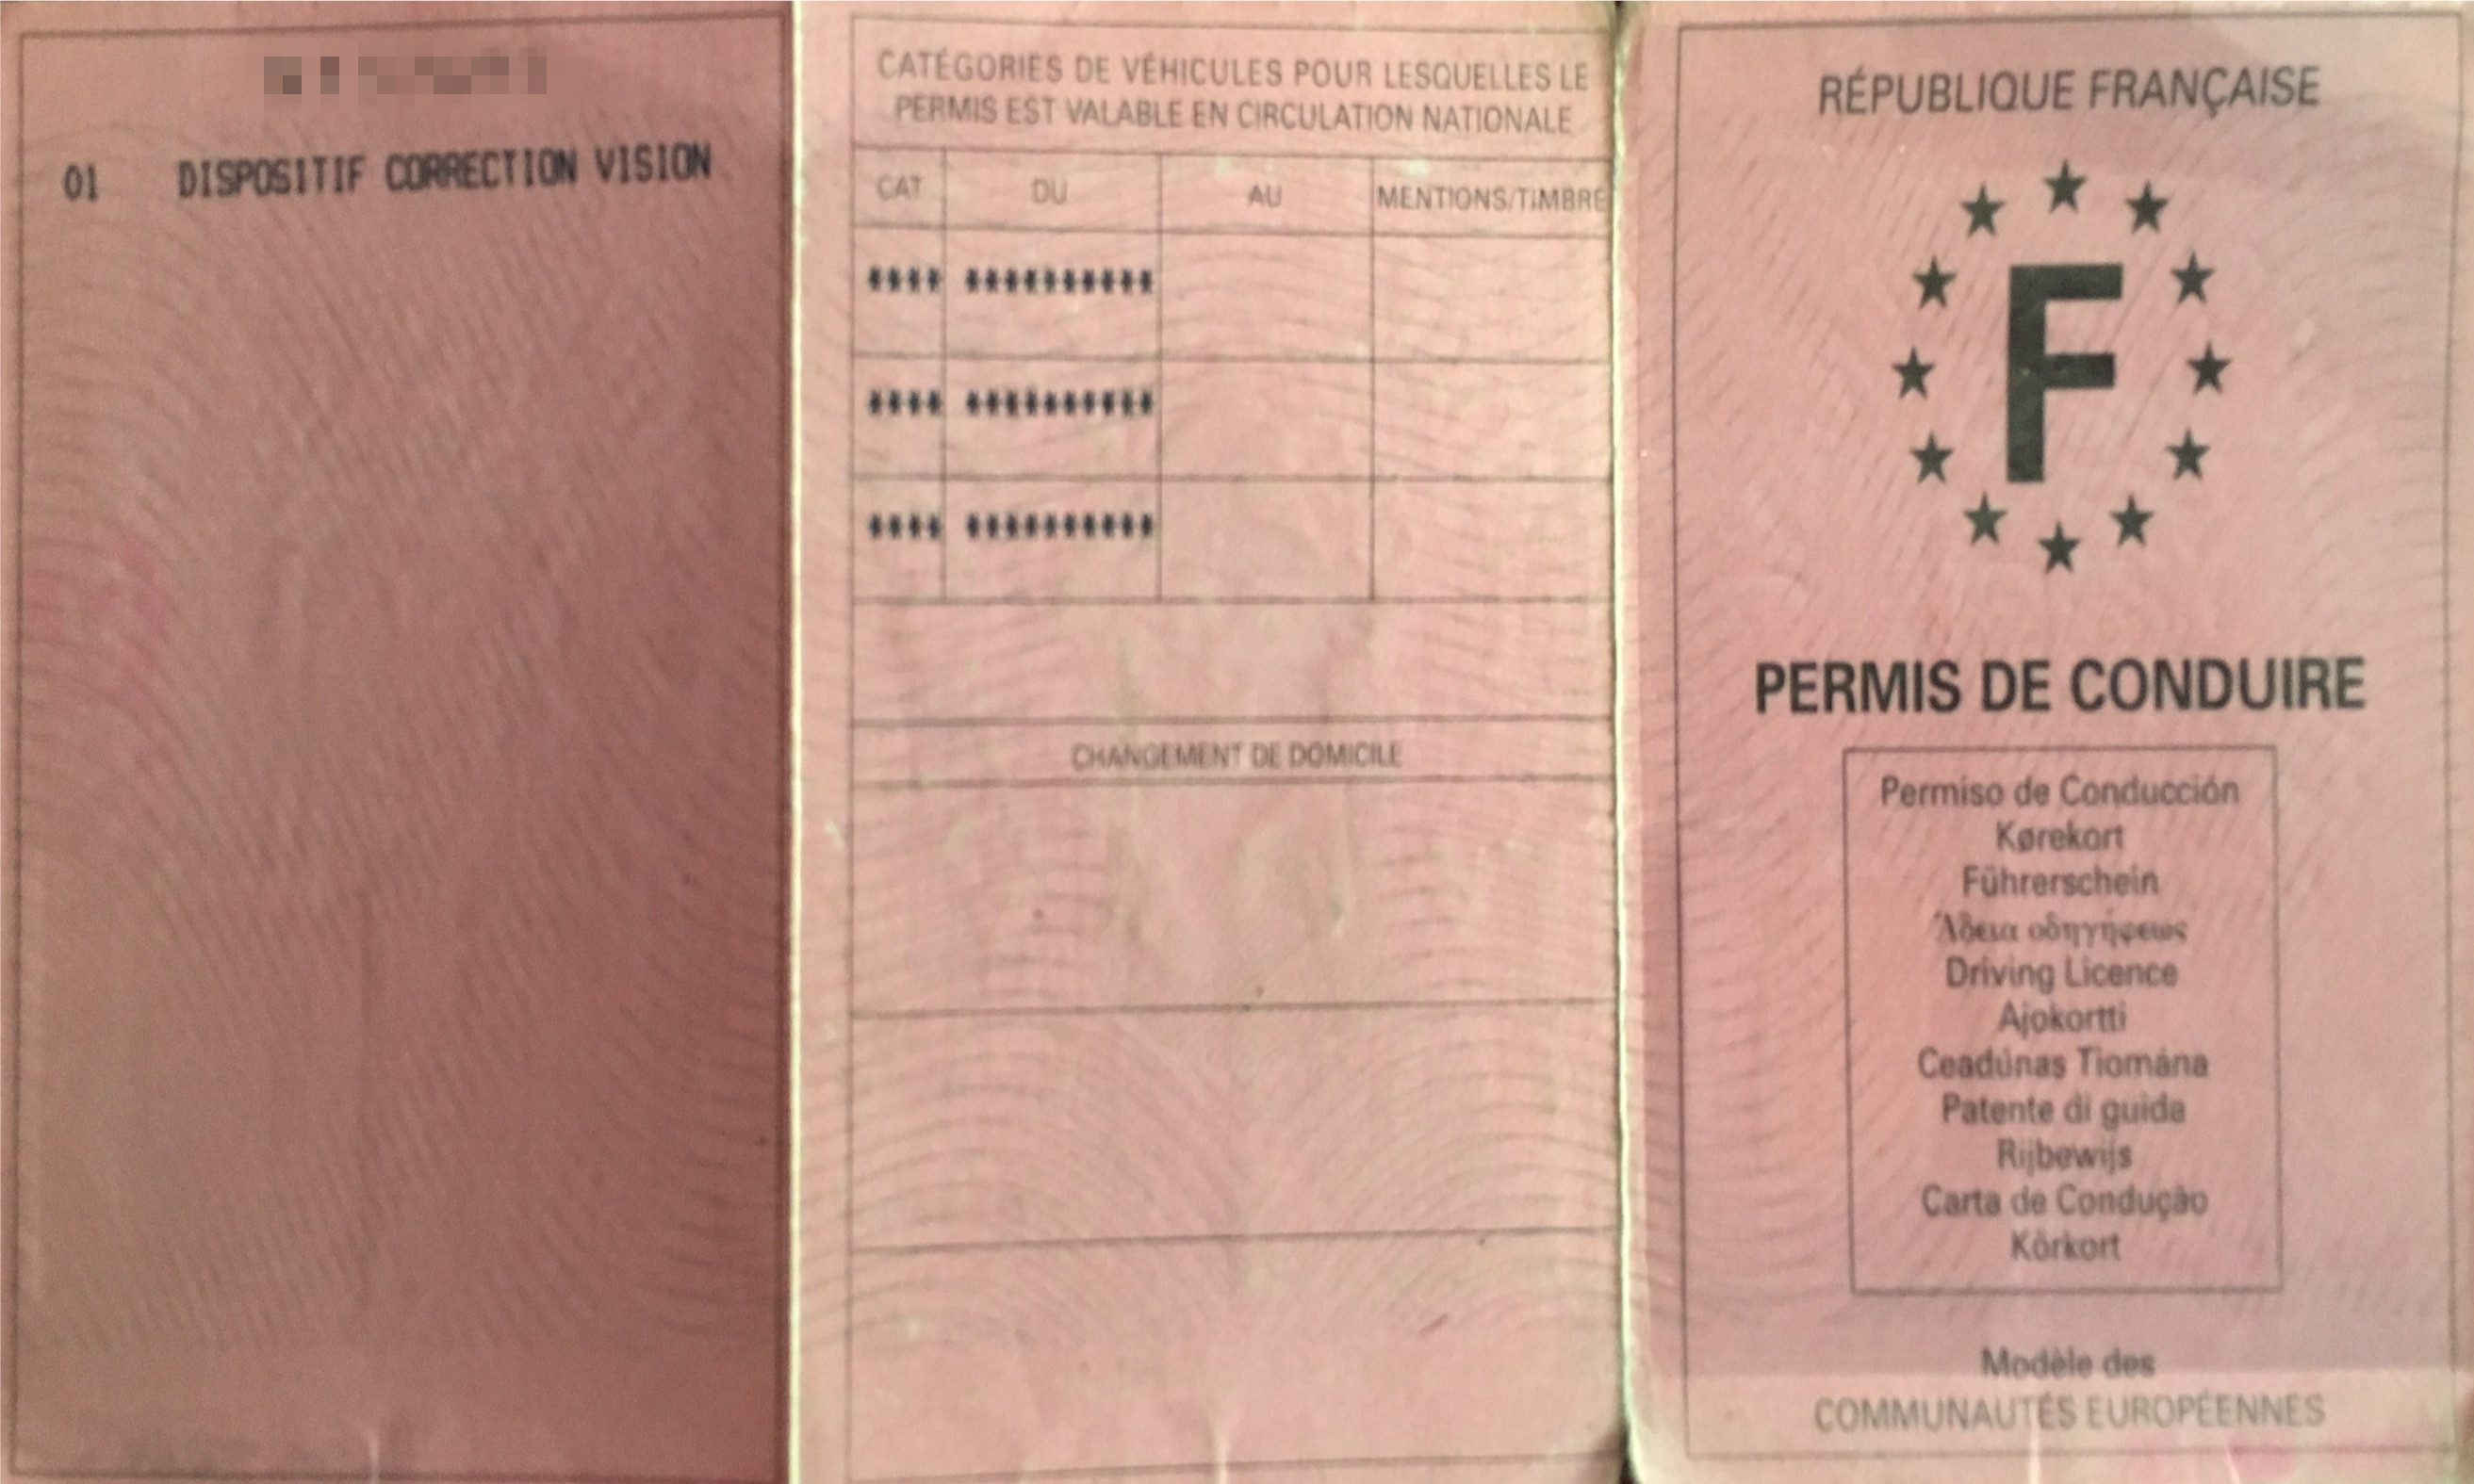 01 DISPOSITIF CORRECTION VISION
CATÉGORIES DE VÉHICULES POUR LESQUELLES LE
PERMIS EST VALABLE EN CIRCULATION NATIONALE
CAT DU AU MENTIONS/TIMBRE
**** **********
**** **********
**** **********
CHANGEMENT DE DOMICILE
RÉPUBLIQUE FRANÇAISE
F
PERMIS DE CONDUIRE
Permiso de Conducción
Kørekort
Führerschein
Άδεια οδηγήσεως
Driving Licence
Ajokortti
Ceadúnas Tiomána
Patente di guida
Rijbewijs
Carta de Condução
Körkort
Modèle des
COMMUNAUTÉS EUROPÉENNES